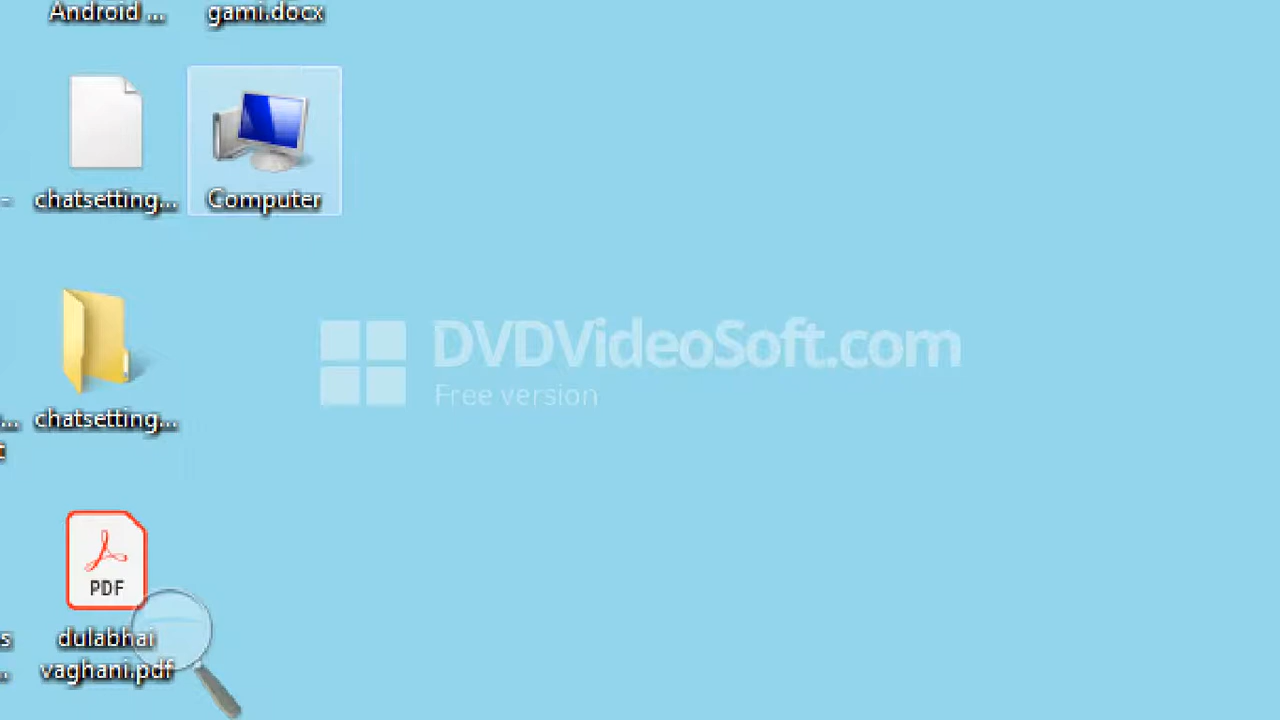 Android ...
gami.docx
chatsetting...
Computer
DVDVideoSoft.com
Free version
chatsetting...
PDF
dulabhai
vaghani.pdf